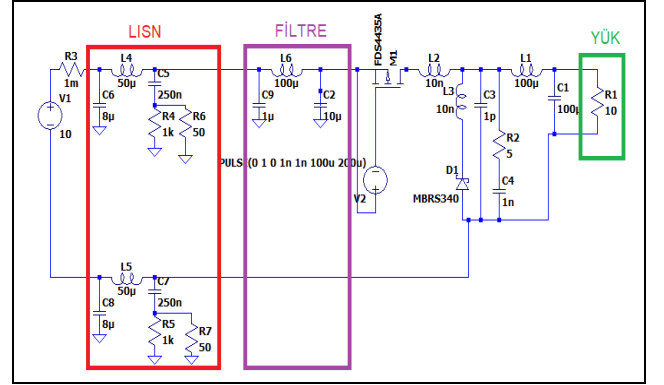 LISN
FİLTRE
YÜK
R3
1m
L4
50µ
C5
250n
C6
8µ
R4
1k
R6
50
V1
10
L6
100µ
C9
1µ
C2
10µ
FDS4435A
M1
L2
10n
L3
10n
C3
1p
L1
100µ
C1
100µ
R1
10
R2
5
C4
1n
D1
MBRS340
PULSE(0 1 0 1n 1n 100u 200u)
V2
L5
50µ
C7
250n
C8
8µ
R5
1k
R7
50